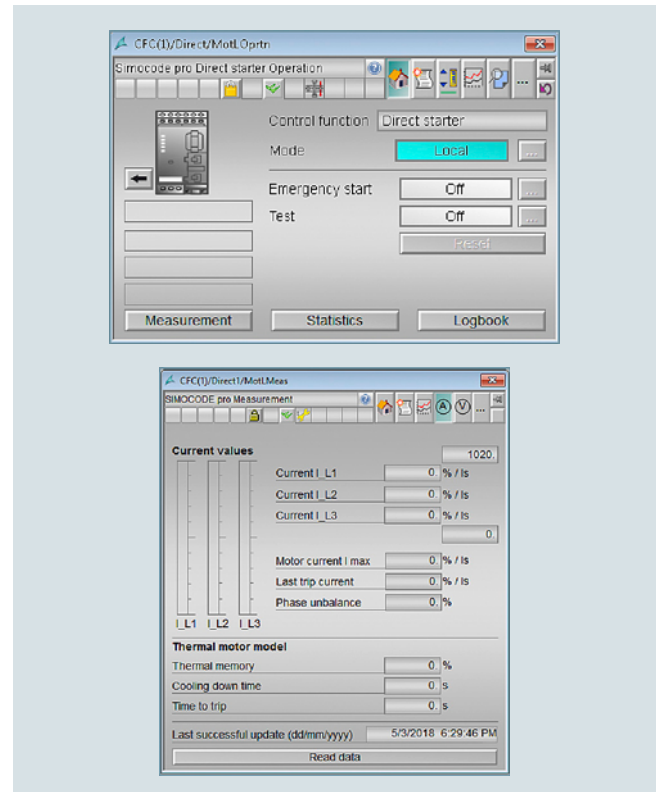 CFC(1)/Direct/MotLOprtn
Simocode pro Direct starter Operation
...
Control function Direct starter
Mode Local ...
Emergency start Off ...
Test Off ...
Reset
Measurement Statistics Logbook
CFC(1)/Direct1/MotLMeas
SIMOCODE pro Measurement
A V ...
Current values 1020.
Current I_L1 0. % / Is
Current I_L2 0. % / Is
Current I_L3 0. % / Is
0.
Motor current I max 0. % / Is
Last trip current 0. % / Is
Phase unbalance 0. %
I_L1 I_L2 I_L3
Thermal motor model
Thermal memory 0. %
Cooling down time 0. s
Time to trip 0. s
Last successful update (dd/mm/yyyy) 5/3/2018 6:29:46 PM
Read data